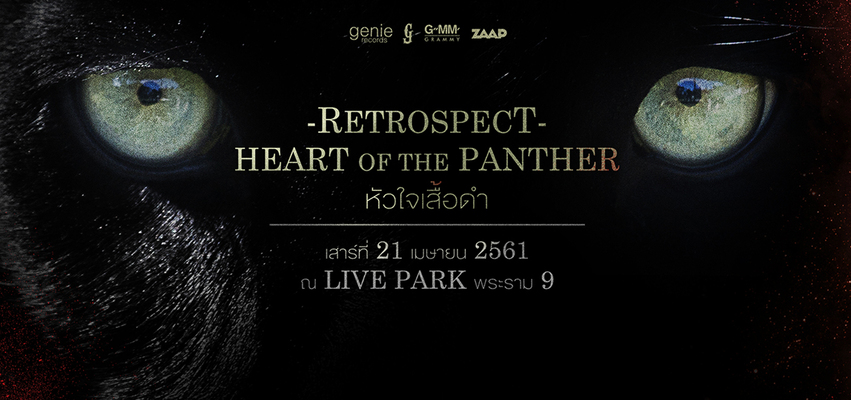 genie records G GMM GRAMMY ZAAP
-RETROSPECT-
HEART OF THE PANTHER
หัวใจเสือดำ
เสาร์ที่ 21 เมษายน 2561
ณ LIVE PARK พระราม 9